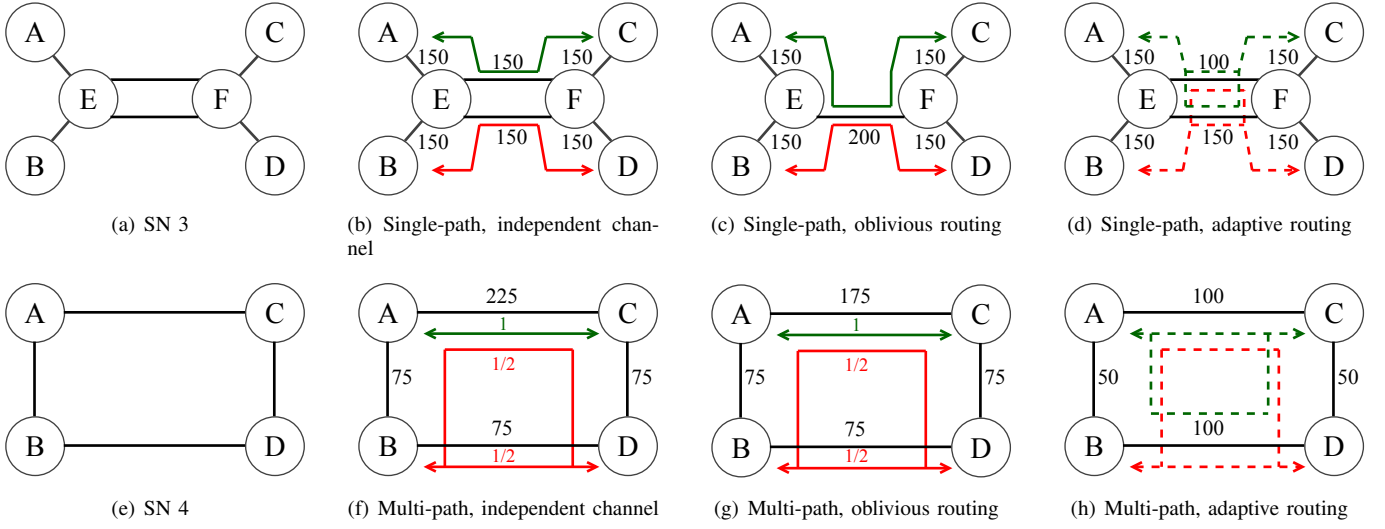 A
C
E
F
B
D
(a) SN 3
A
C
150
150
150
E
F
150
150
150
B
D
(b) Single-path, independent chan-
nel
A
C
150
150
E
F
150
200
150
B
D
(c) Single-path, oblivious routing
A
C
150
100
150
E
F
150
150
150
B
D
(d) Single-path, adaptive routing
A
C
B
D
(e) SN 4
225
A
C
1
1/2
75
75
75
B
D
1/2
(f) Multi-path, independent channel
175
A
C
1
1/2
75
75
75
B
D
1/2
(g) Multi-path, oblivious routing
100
A
C
50
50
100
B
D
(h) Multi-path, adaptive routing